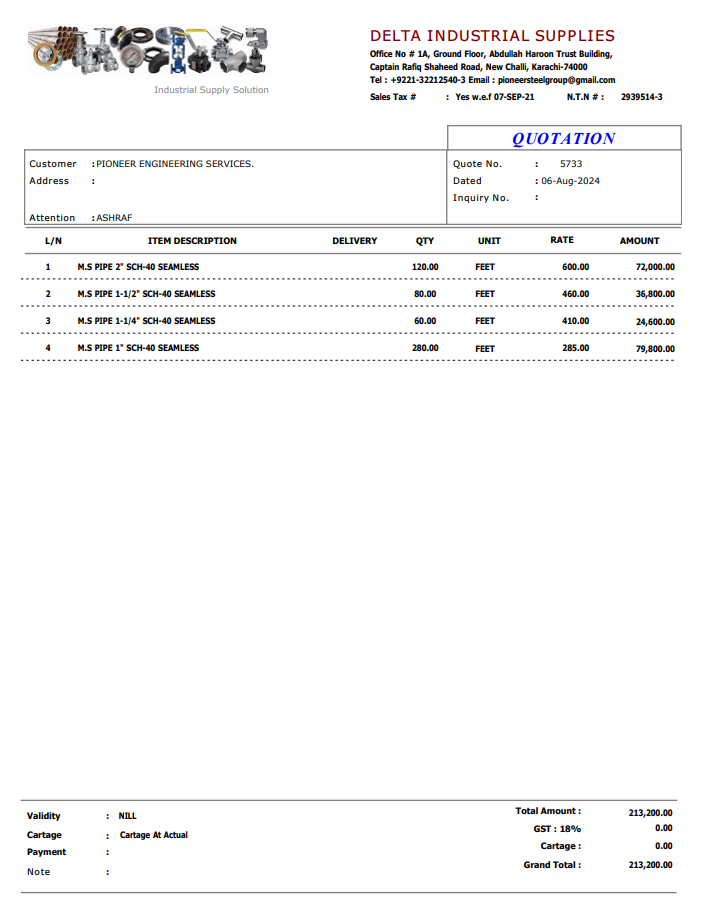 DELTA INDUSTRIAL SUPPLIES
Office No # 1A, Ground Floor, Abdullah Haroon Trust Building,
Captain Rafiq Shaheed Road, New Challi, Karachi-74000
Tel : +9221-32212540-3 Email : pioneersteelgroup@gmail.com
Industrial Supply Solution
Sales Tax # : Yes w.e.f 07-SEP-21 N.T.N # : 2939514-3
QUOTATION
Customer : PIONEER ENGINEERING SERVICES. Quote No. : 5733
Address : Dated : 06-Aug-2024
Inquiry No. :
Attention : ASHRAF
L/N ITEM DESCRIPTION DELIVERY QTY UNIT RATE AMOUNT
1 M.S PIPE 2" SCH-40 SEAMLESS 120.00 FEET 600.00 72,000.00
2 M.S PIPE 1-1/2" SCH-40 SEAMLESS 80.00 FEET 460.00 36,800.00
3 M.S PIPE 1-1/4" SCH-40 SEAMLESS 60.00 FEET 410.00 24,600.00
4 M.S PIPE 1" SCH-40 SEAMLESS 280.00 FEET 285.00 79,800.00
Validity : NILL Total Amount : 213,200.00
Cartage : Cartage At Actual GST : 18% 0.00
Payment : Cartage : 0.00
Note : Grand Total : 213,200.00